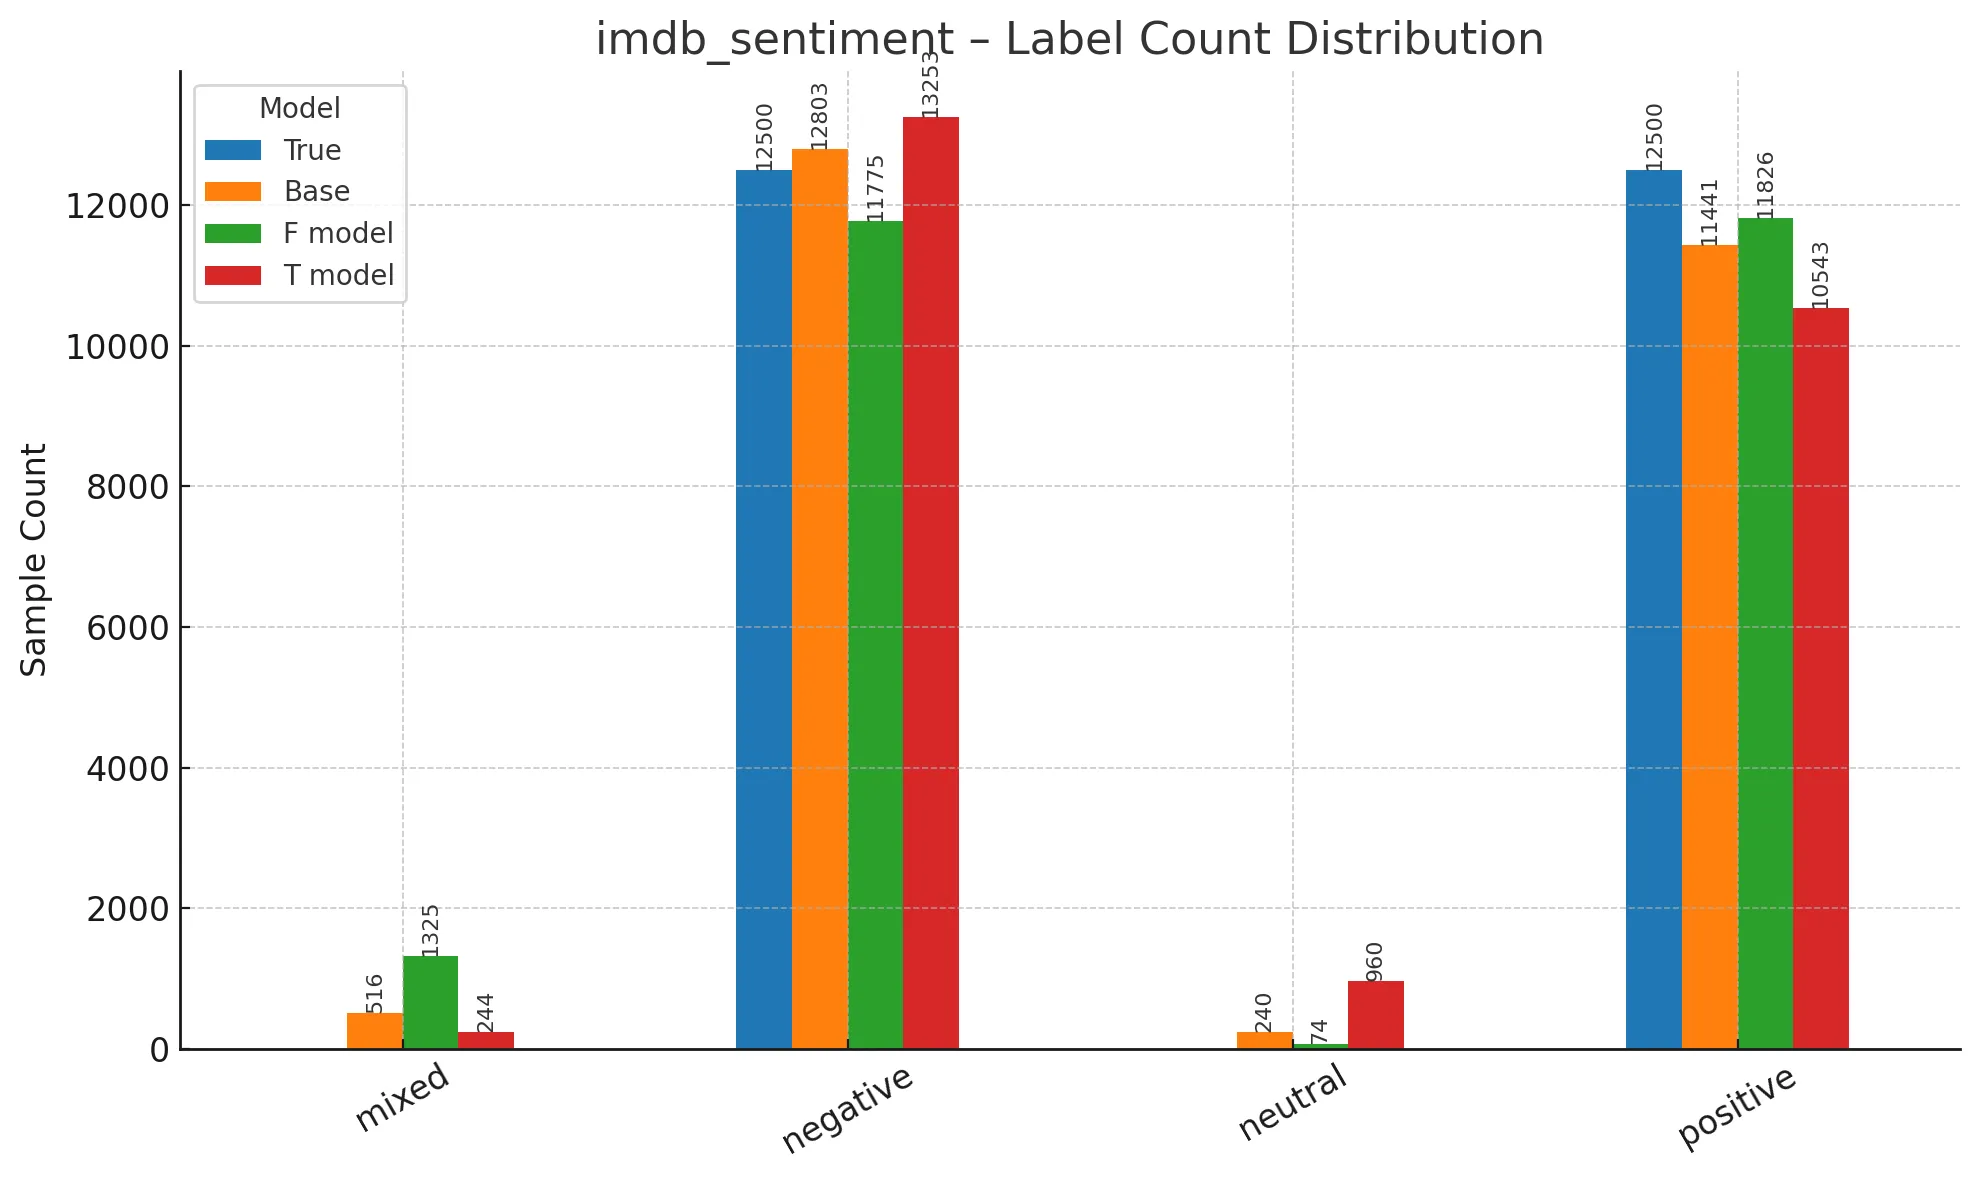 imdb_sentiment – Label Count Distribution
Model
True
Base
F model
T model
Sample Count
12000
10000
8000
6000
4000
2000
0
516
1325
244
12500
12803
11775
13253
240
74
960
12500
11441
11826
10543
mixed
negative
neutral
positive